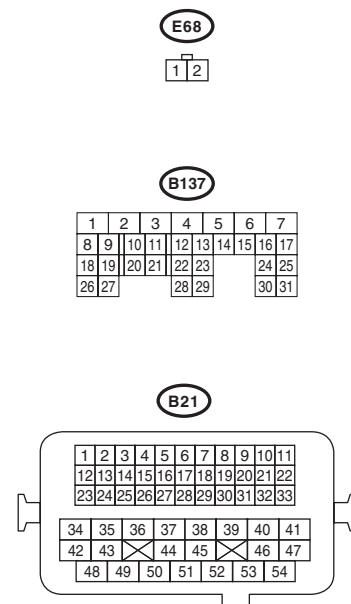 E68
1 2
B137
1 2 3 4 5 6 7
8 9 10 11 12 13 14 15 16 17
18 19 20 21 22 23 24 25
26 27 28 29 30 31
B21
1 2 3 4 5 6 7 8 9 10 11
12 13 14 15 16 17 18 19 20 21 22
23 24 25 26 27 28 29 30 31 32 33
34 35 36 37 38 39 40 41
42 43 44 45 46 47
48 49 50 51 52 53 54